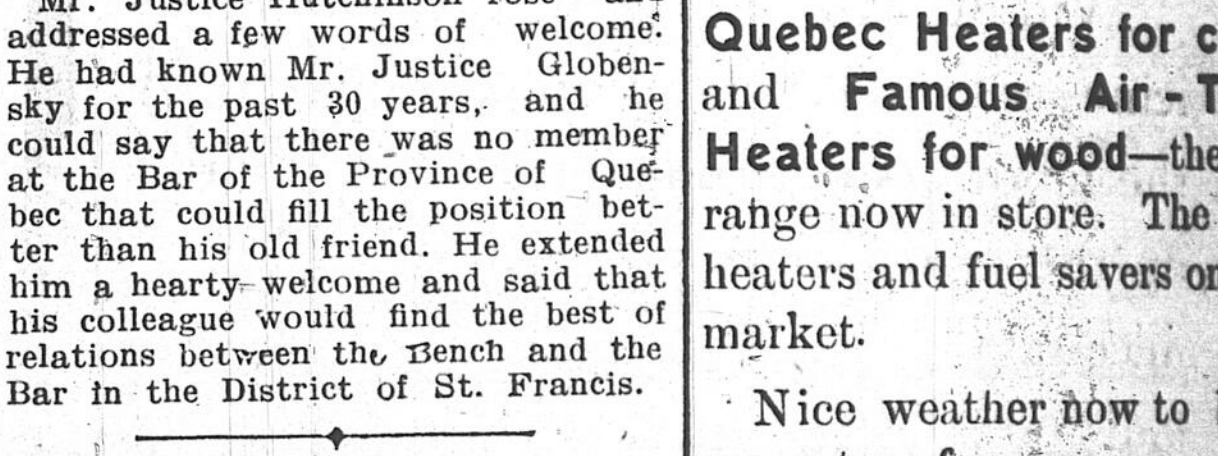 Mr. Justice Hutchinson rose and
addressed a few words of welcome.
He had known Mr. Justice Globen-
sky for the past 30 years, and he
could say that there was no member
at the Bar of the Province of Que-
bec that could fill the position bet-
ter than his old friend. He extended
him a hearty welcome and said that
his colleague would find the best of
relations between the Bench and the
Bar in the District of St. Francis.
Quebec Heaters for c
and Famous Air-T
Heaters for wood—the
range now in store. The
heaters and fuel savers on
market.
Nice weather now to